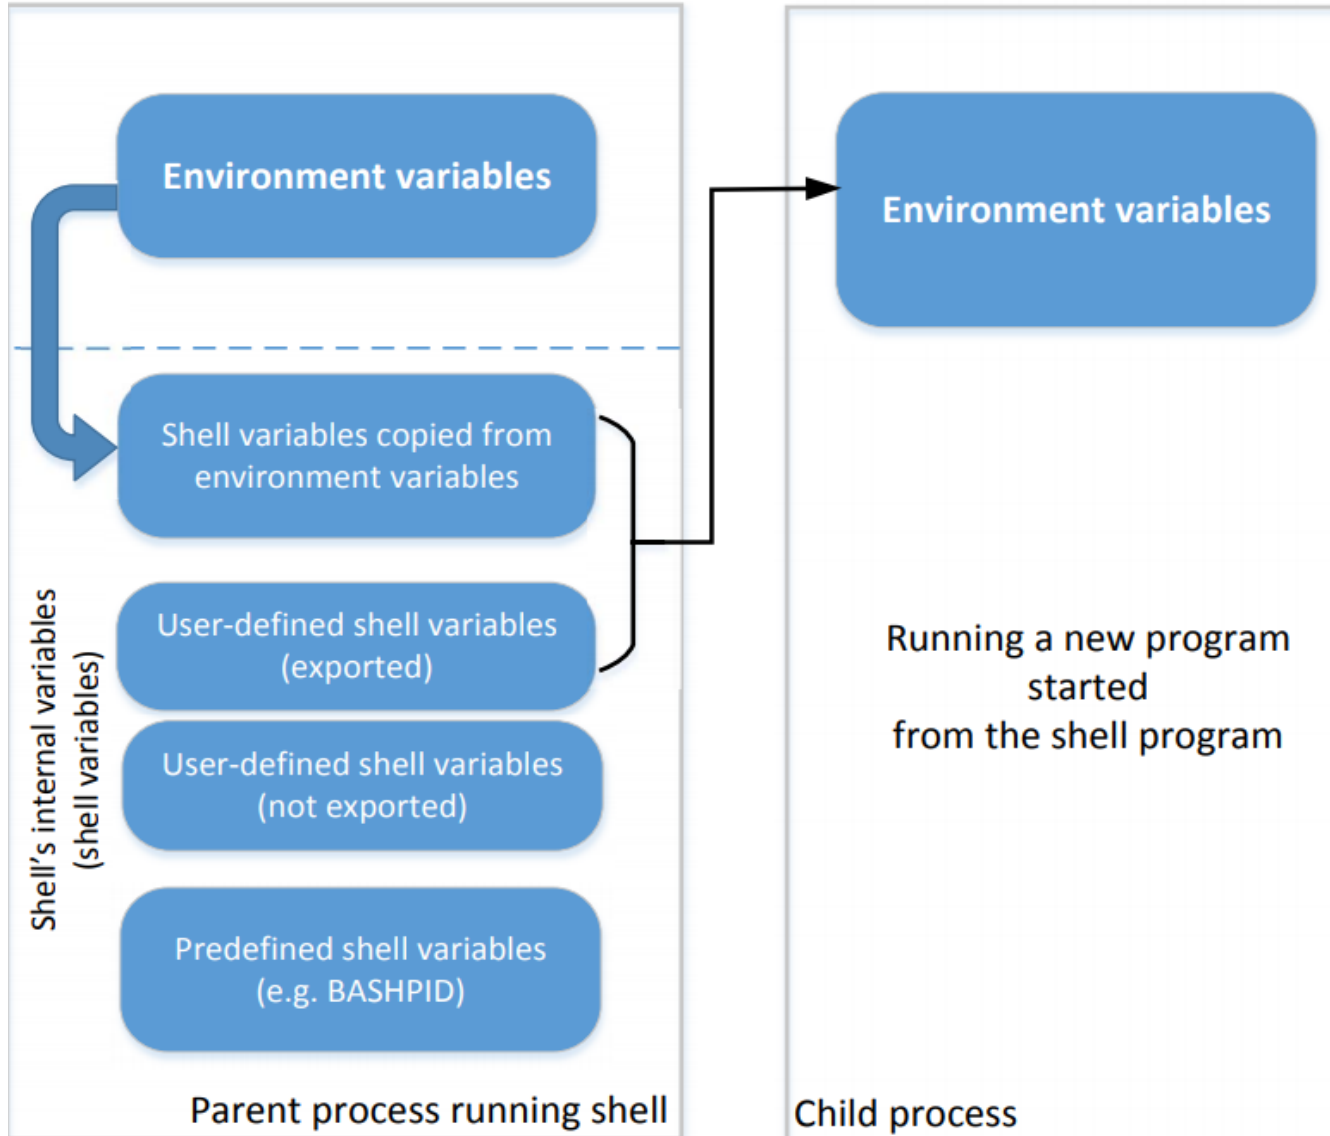 Environment variables
Shell variables copied from
environment variables
User-defined shell variables
(exported)
User-defined shell variables
(not exported)
Predefined shell variables
(e.g. BASHPID)
Shell's internal variables
(shell variables)
Parent process running shell
Environment variables
Running a new program
started
from the shell program
Child process